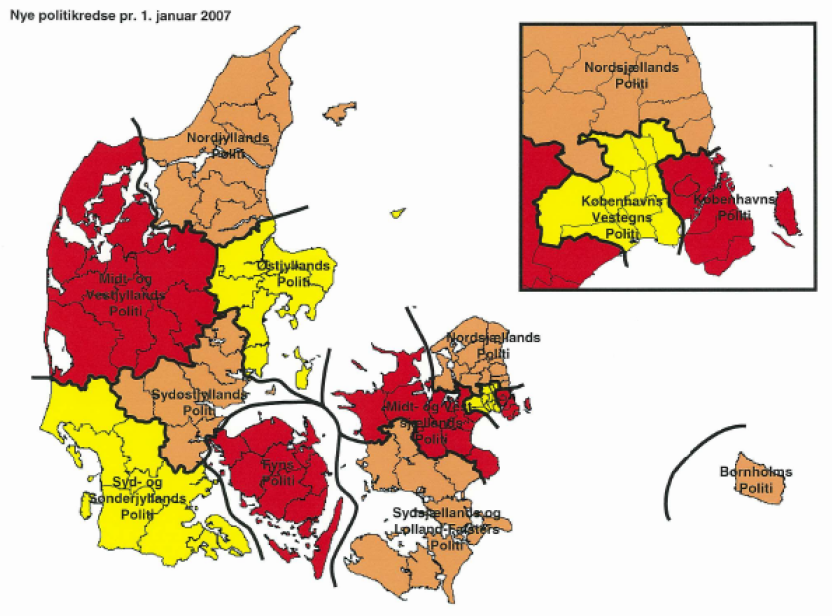 Nye politikredse pr. 1. januar 2007
Nordjyllands
Politi
Midt- og
Vestjyllands
Politi
Østjyllands
Politi
Sydøstjyllands
Politi
Syd- og
Sønderjyllands
Politi
Fyns
Politi
Nordsjællands
Politi
Midt- og Vest-
sjællands
Politi
Sydsjællands og
Lolland-Falsters
Politi
Bornholms
Politi
Nordsjællands
Politi
Københavns
Vestegns
Politi
Københavns
Politi